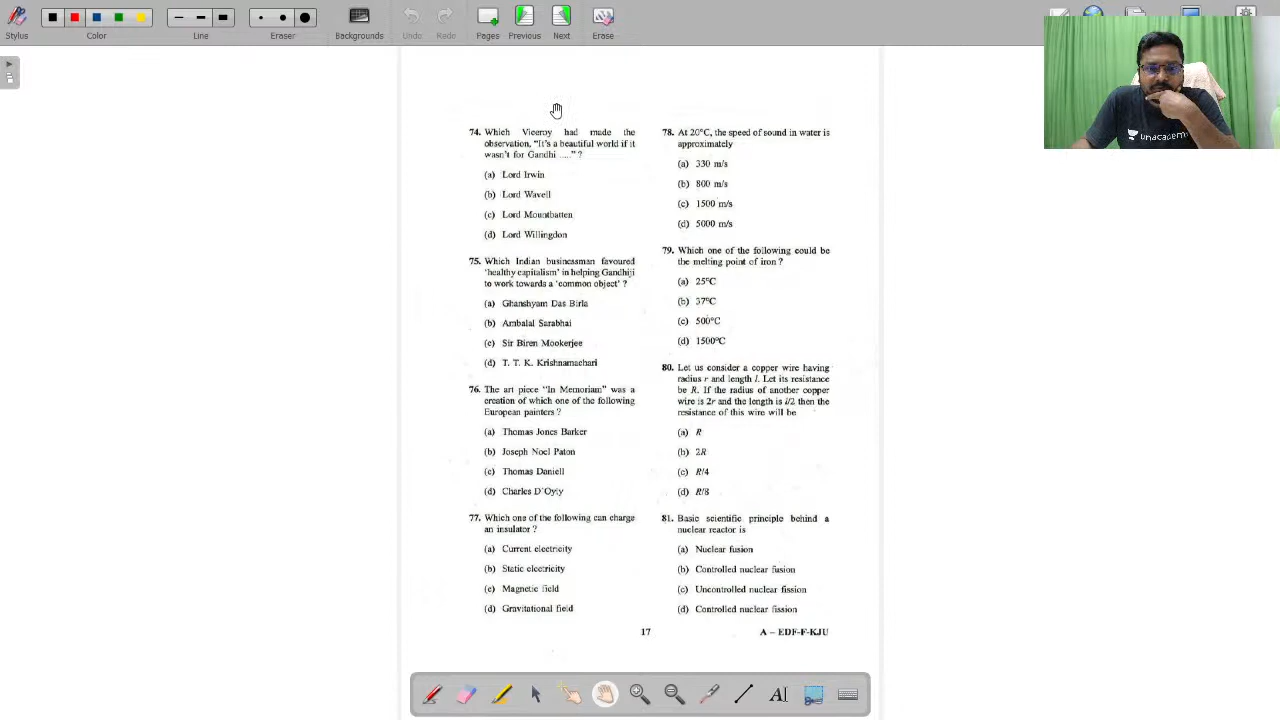 Stylus
Color
Line
Eraser
Backgrounds
Undo
Redo
Pages
Previous
Next
Erase
unacademy
74. Which Viceroy had made the
observation, "It's a beautiful world if it
wasn't for Gandhi ....." ?
(a) Lord Irwin
(b) Lord Wavell
(c) Lord Mountbatten
(d) Lord Willingdon
75. Which Indian businessman favoured
'healthy capitalism' in helping Gandhiji
to work towards a 'common object' ?
(a) Ghanshyam Das Birla
(b) Ambalal Sarabhai
(c) Sir Biren Mookerjee
(d) T. T. K. Krishnamachari
76. The art piece "In Memoriam" was a
creation of which one of the following
European painters ?
(a) Thomas Jones Barker
(b) Joseph Noel Paton
(c) Thomas Daniell
(d) Charles D'Oyly
77. Which one of the following can charge
an insulator ?
(a) Current electricity
(b) Static electricity
(c) Magnetic field
(d) Gravitational field
78. At 20°C, the speed of sound in water is
approximately
(a) 330 m/s
(b) 800 m/s
(c) 1500 m/s
(d) 5000 m/s
79. Which one of the following could be
the melting point of iron ?
(a) 25°C
(b) 37°C
(c) 500°C
(d) 1500°C
80. Let us consider a copper wire having
radius r and length l. Let its resistance
be R. If the radius of another copper
wire is 2r and the length is l/2 then the
resistance of this wire will be
(a) R
(b) 2R
(c) R/4
(d) R/8
81. Basic scientific principle behind a
nuclear reactor is
(a) Nuclear fusion
(b) Controlled nuclear fusion
(c) Uncontrolled nuclear fission
(d) Controlled nuclear fission
17
A – EDF-F-KJU
AI